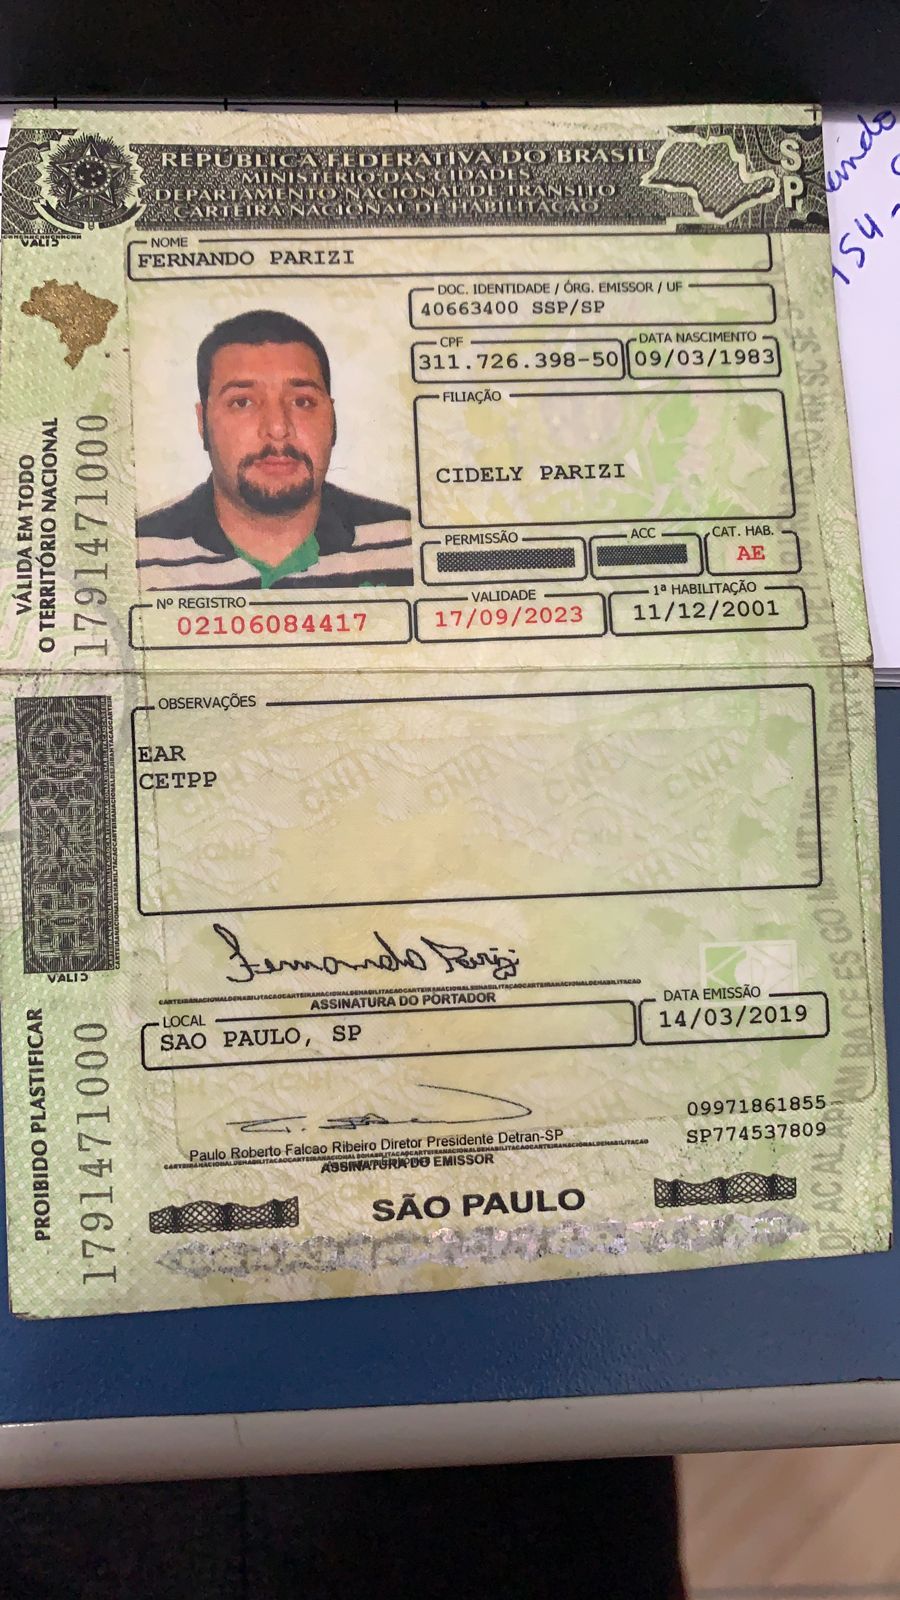 REPÚBLICA FEDERATIVA DO BRASIL
MINISTÉRIO DAS CIDADES
DEPARTAMENTO NACIONAL DE TRÂNSITO
CARTEIRA NACIONAL DE HABILITAÇÃO
SP
NOME
FERNANDO PARIZI
DOC. IDENTIDADE / ÓRG. EMISSOR / UF
40663400 SSP/SP
CPF
311.726.398-50
DATA NASCIMENTO
09/03/1983
FILIAÇÃO
CIDELY PARIZI
PERMISSÃO
ACC
CAT. HAB.
AE
Nº REGISTRO
02106084417
VALIDADE
17/09/2023
1ª HABILITAÇÃO
11/12/2001
VÁLIDA EM TODO
O TERRITÓRIO NACIONAL
1791471000
OBSERVAÇÕES
EAR
CETPP
Fernando Parizi
ASSINATURA DO PORTADOR
LOCAL
SAO PAULO, SP
DATA EMISSÃO
14/03/2019
09971861855
SP774537809
Paulo Roberto Falcao Ribeiro Diretor Presidente Detran-SP
ASSINATURA DO EMISSOR
SÃO PAULO
PROIBIDO PLASTIFICAR
1791471000